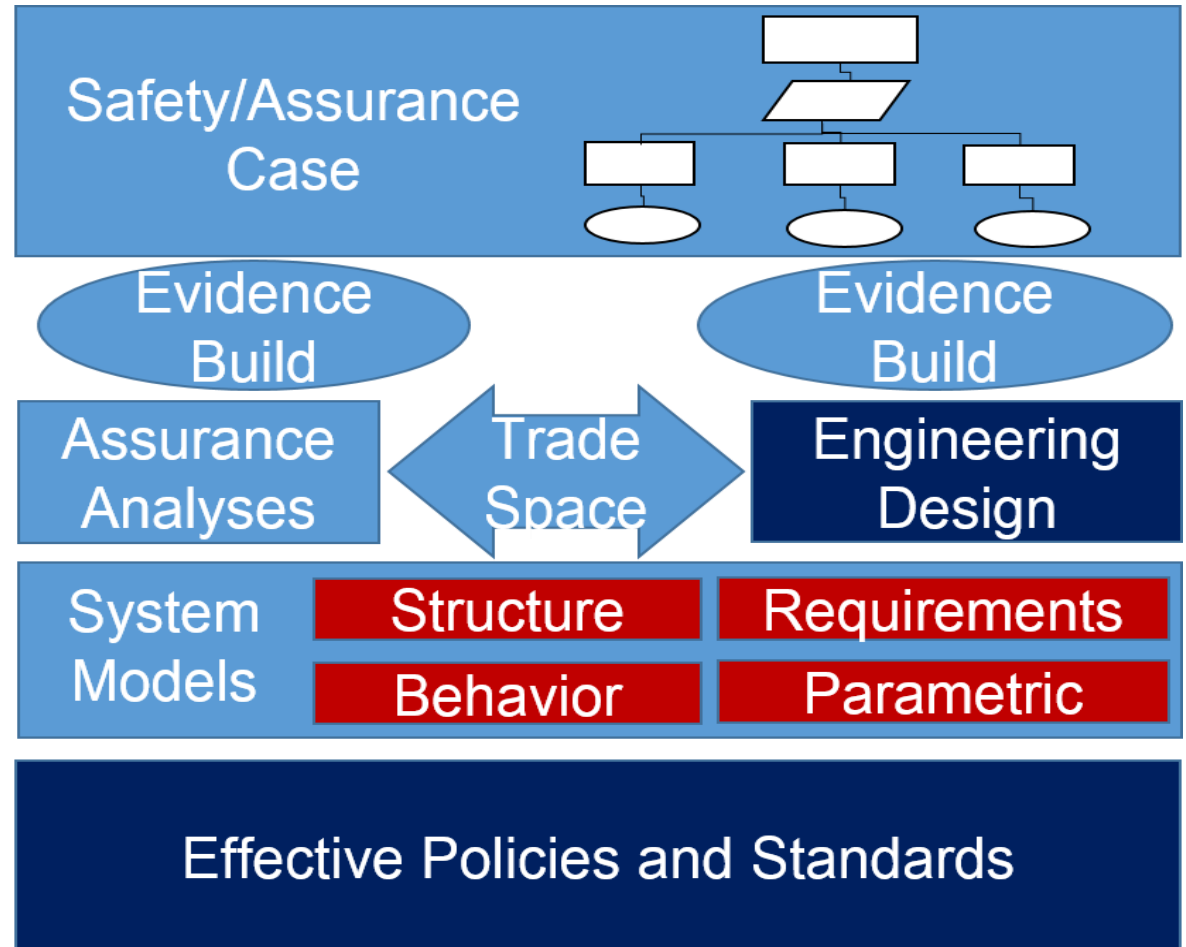 Safety/Assurance
Case
Evidence
Build
Evidence
Build
Assurance
Analyses
Trade
Space
Engineering
Design
System
Models
Structure
Requirements
Behavior
Parametric
Effective Policies and Standards